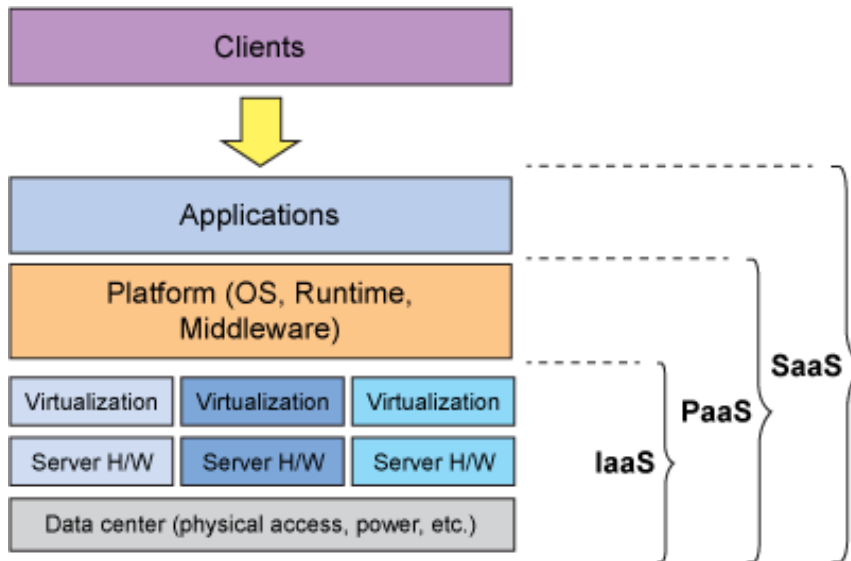 Clients
Applications
Platform (OS, Runtime,
Middleware)
Virtualization Virtualization Virtualization
Server H/W Server H/W Server H/W
Data center (physical access, power, etc.)
IaaS
PaaS
SaaS